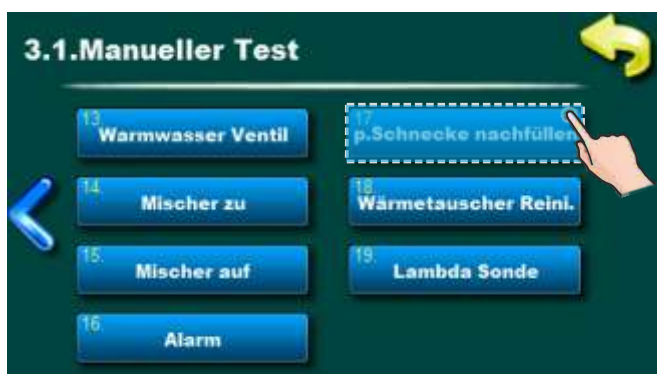 3.1.Manueller Test
13.
Warmwasser Ventil
14.
Mischer zu
15.
Mischer auf
16.
Alarm
17
p.Schnecke nachfüllen
18.
Wärmetauscher Reini.
19.
Lambda Sonde